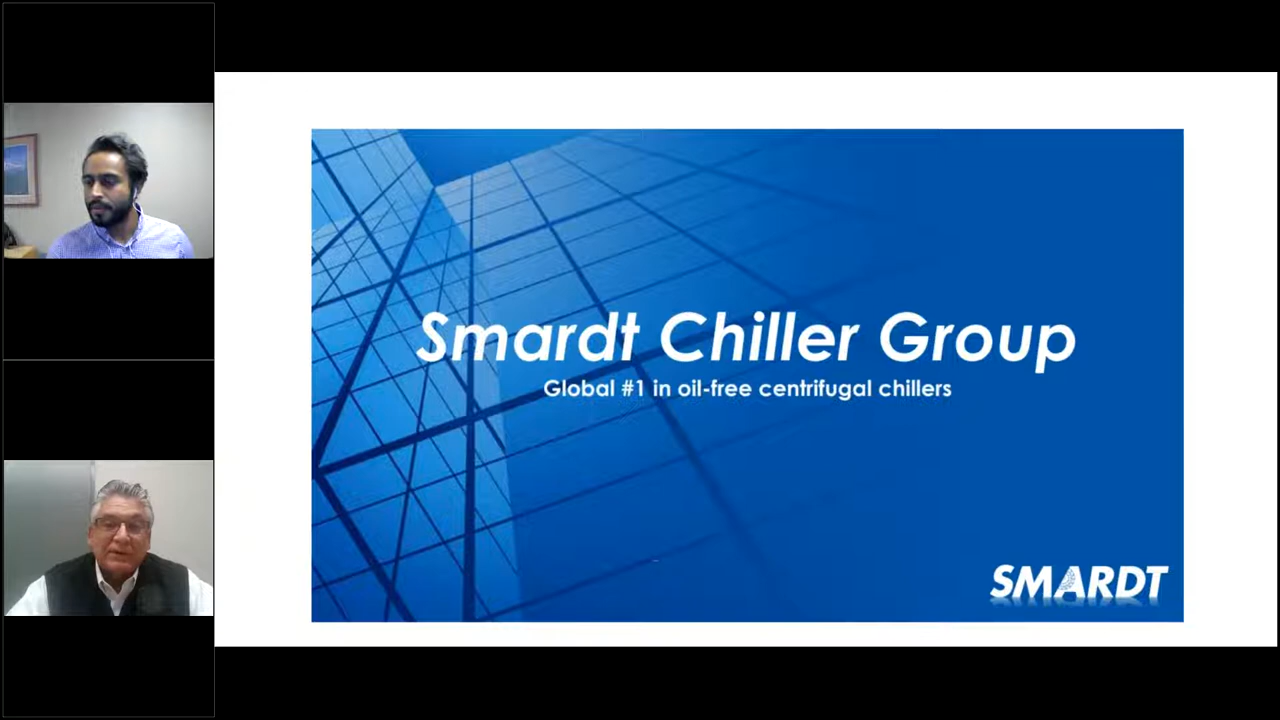 Smardt Chiller Group
Global #1 in oil-free centrifugal chillers
SMARDT